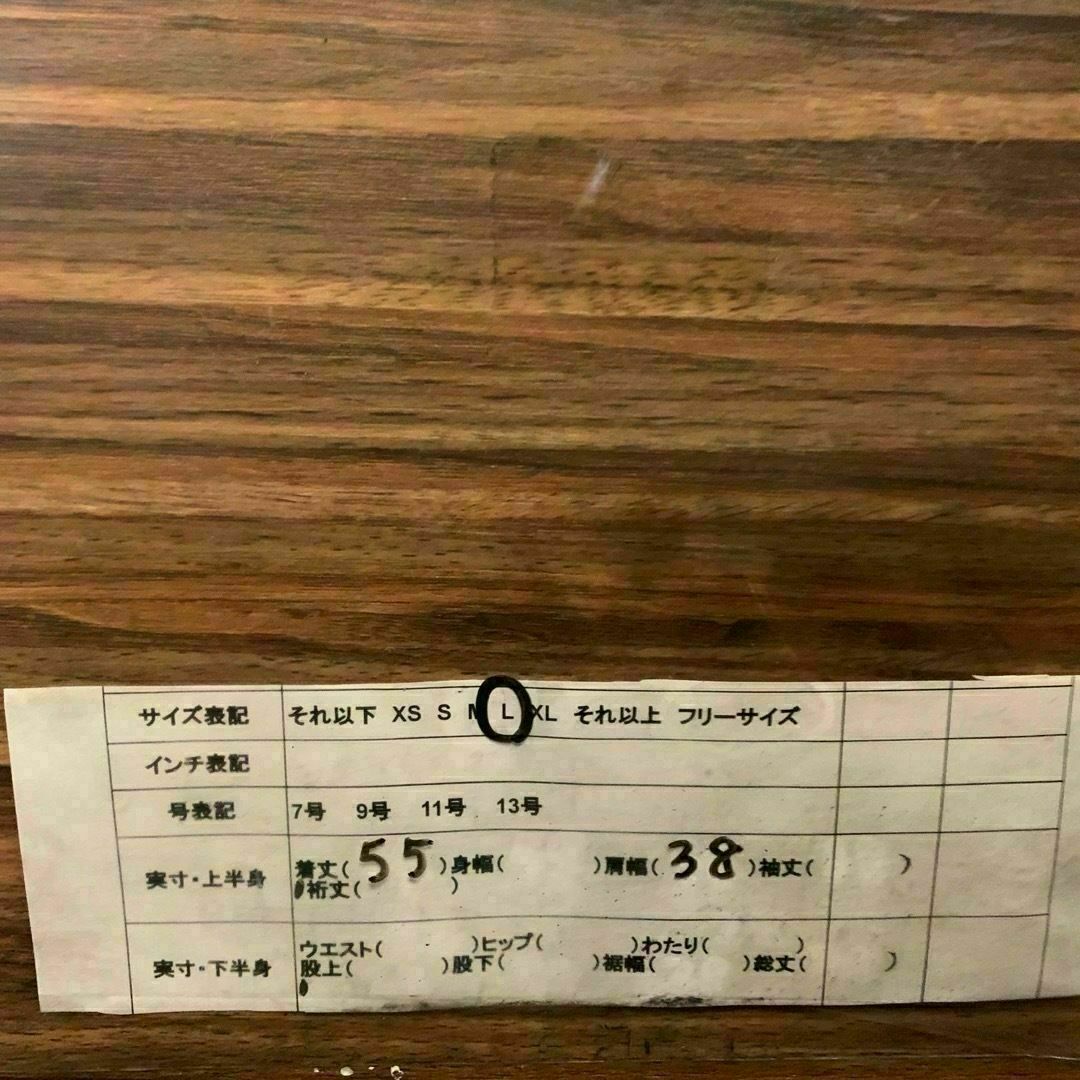 サイズ表記 それ以下 XS S M L XL それ以上 フリーサイズ
インチ表記
号表記 7号 9号 11号 13号
実寸・上半身 着丈(55)身幅( )肩幅(38)袖丈( )
裄丈( )
実寸・下半身 ウエスト( )ヒップ( )わたり( )
股上( )股下( )裾幅( )総丈( )